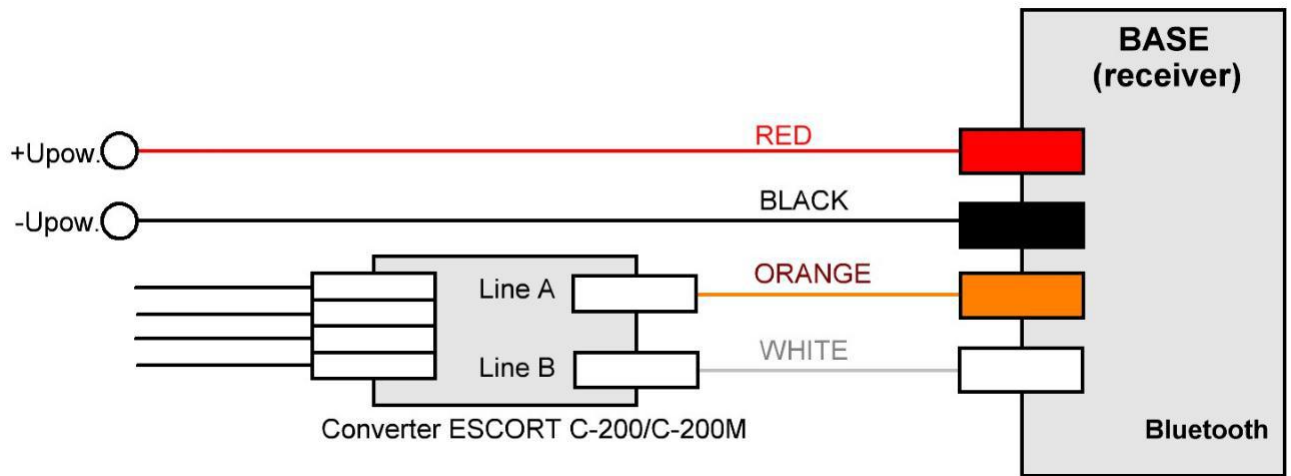 BASE
(receiver)
RED
+Upow.
BLACK
-Upow.
ORANGE
Line A
WHITE
Line B
Converter ESCORT C-200/C-200M
Bluetooth